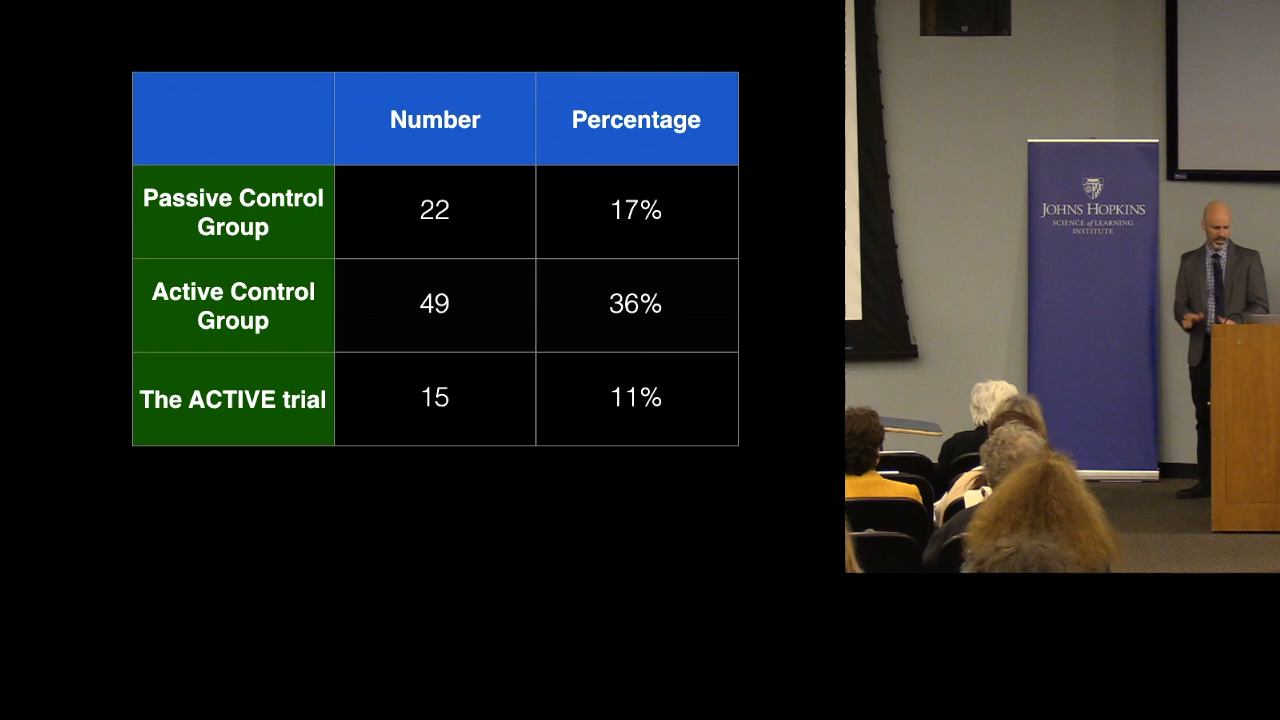 Number Percentage
Passive Control
Group
22 17%
Active Control
Group
49 36%
The ACTIVE trial 15 11%
JOHNS HOPKINS
SCIENCE of LEARNING
INSTITUTE